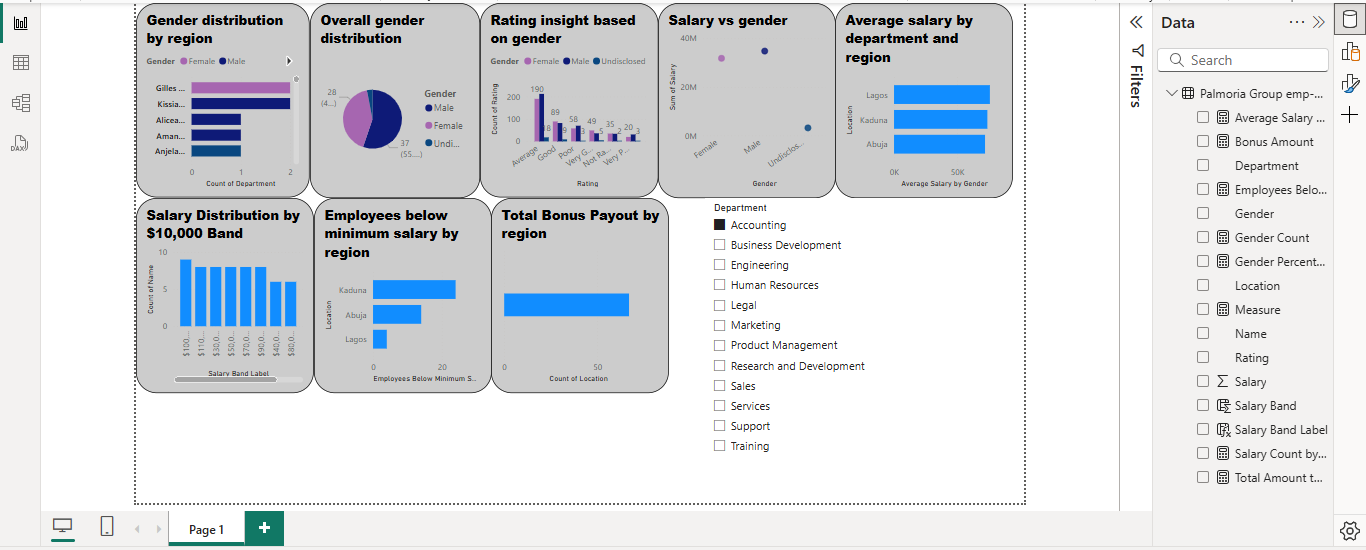 Gender distribution
by region
Gender Female Male
Gilles ...
Kissia...
Alicea...
Aman...
Anjela...
0 1 2
Count of Department
Overall gender
distribution
28
(4...)
37
(55....)
Gender
Male
Female
Undi...
Rating insight based
on gender
Gender Female Male Undisclosed
Count of Rating
200
100
0
190
18
89
9
58
3
49
5
35
2
20
3
Average
Good
Poor
Very G...
Not Ra...
Very P...
Rating
Salary vs gender
Sum of Salary
40M
20M
0M
Female
Male
Undisclos...
Gender
Average salary by
department and
region
Location
Lagos
Kaduna
Abuja
0K 50K
Average Salary by Gender
Salary Distribution by
$10,000 Band
Count of Name
10
5
0
$100,...
$110,...
$30,0...
$50,0...
$70,0...
$90,0...
$40,0...
$80,0...
Salary Band Label
Employees below
minimum salary by
region
Location
Kaduna
Abuja
Lagos
0 20
Employees Below Minimum S...
Total Bonus Payout by
region
0 50
Count of Location
Department
Accounting
Business Development
Engineering
Human Resources
Legal
Marketing
Product Management
Research and Development
Sales
Services
Support
Training
Filters
Data
Search
Palmoria Group emp-...
Average Salary ...
Bonus Amount
Department
Employees Belo...
Gender
Gender Count
Gender Percent...
Location
Measure
Name
Rating
Salary
Salary Band
Salary Band Label
Salary Count by...
Total Amount t...
DAX
Page 1